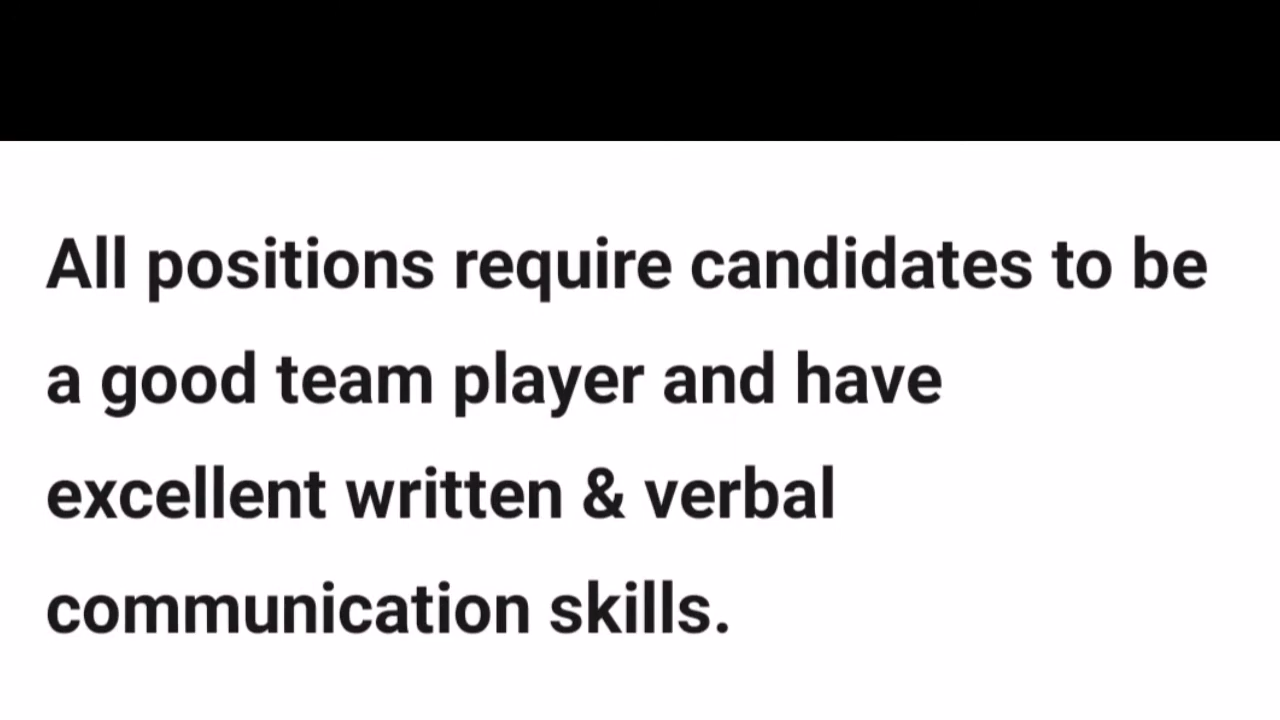 All positions require candidates to be
a good team player and have
excellent written & verbal
communication skills.